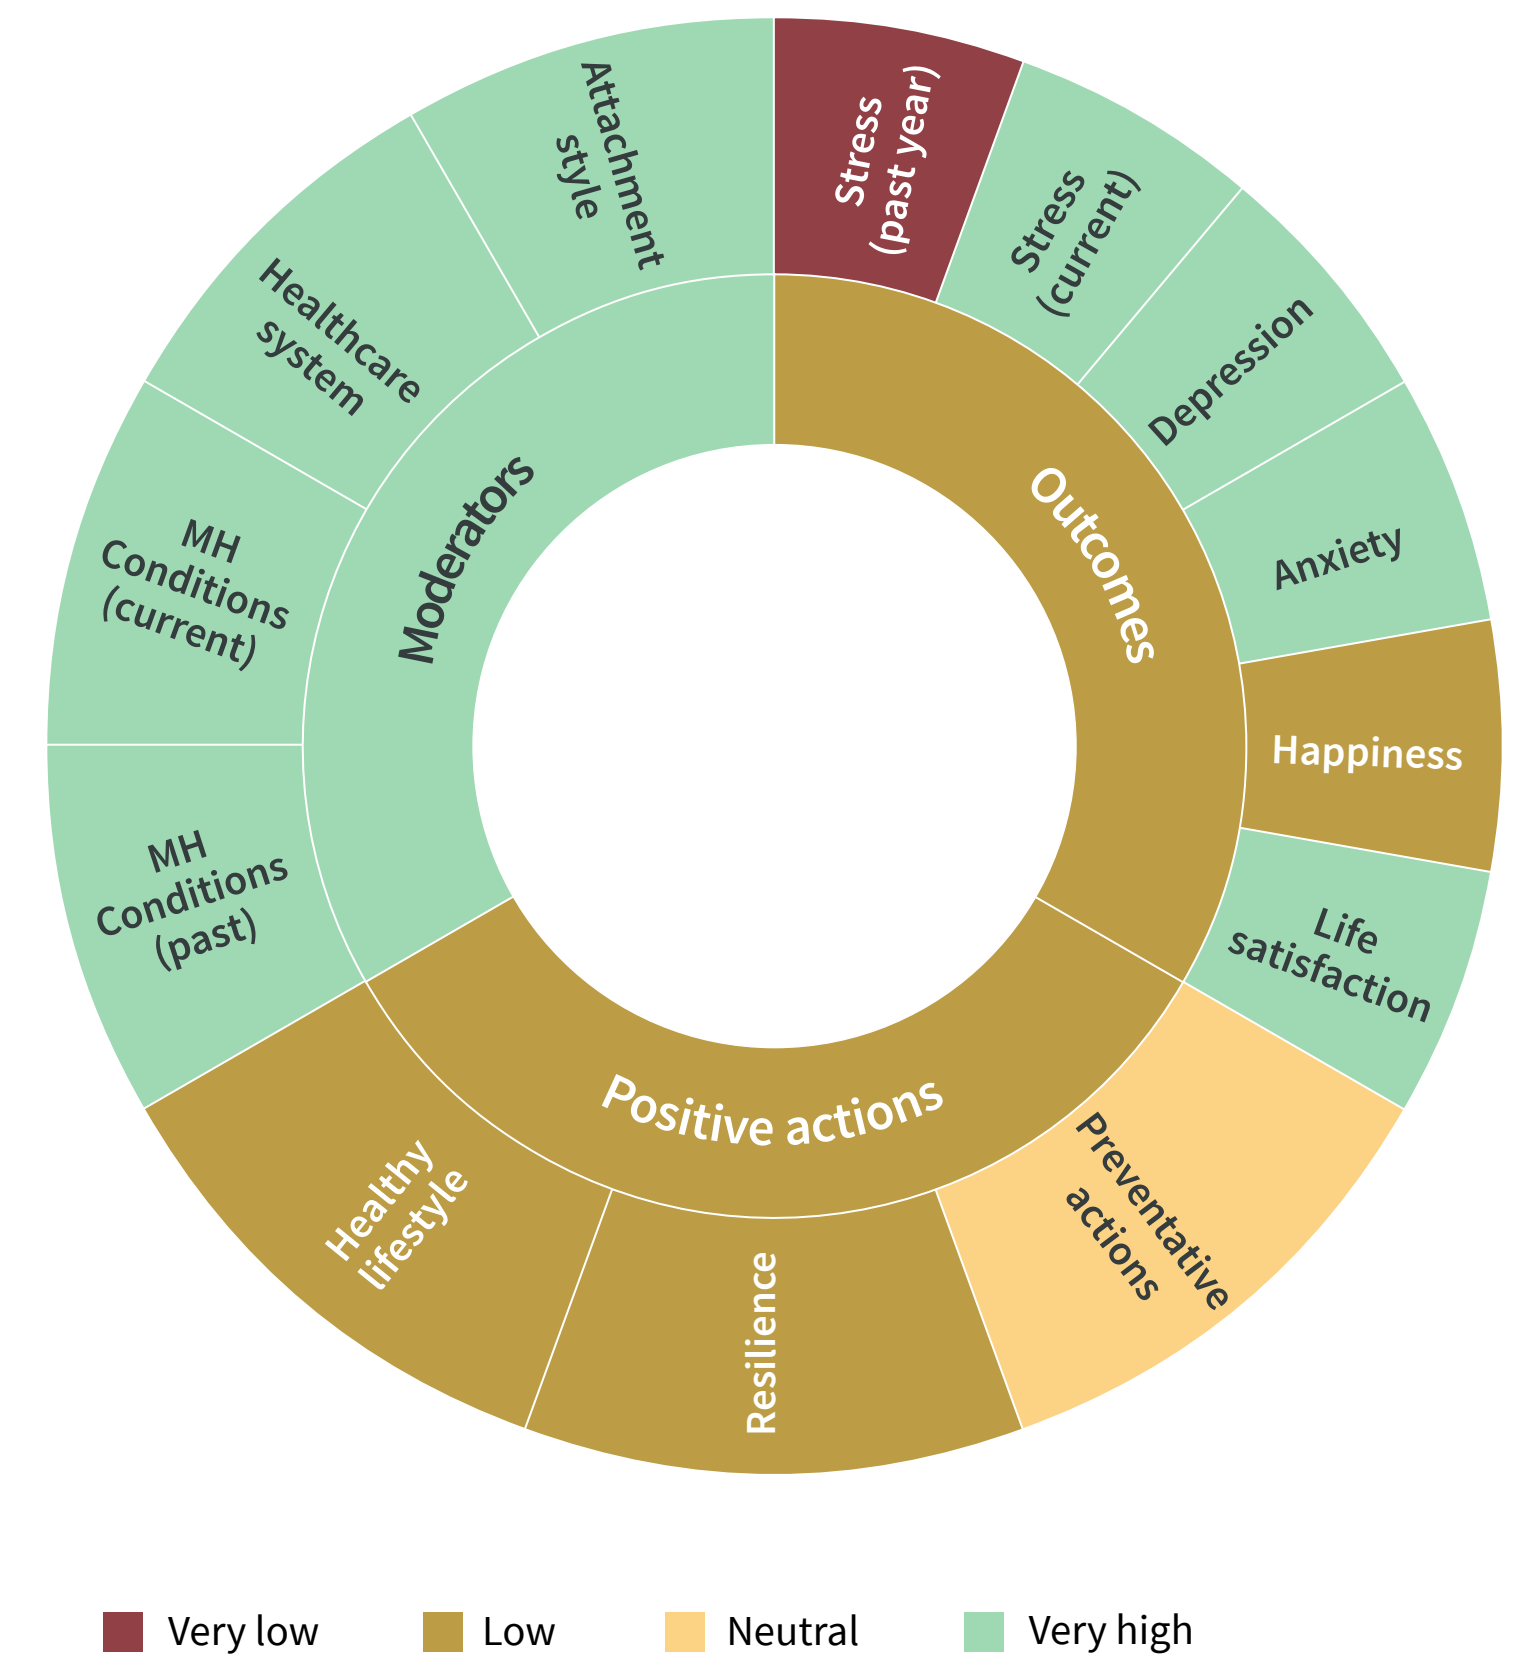 Attachment
style
Stress
(past year)
Stress
(current)
Healthcare
system
Depression
Moderators
Outcomes
MH
Conditions
(current)
Anxiety
Happiness
MH
Conditions
(past)
Life
satisfaction
Positive actions
Healthy
lifestyle
Resilience
Preventative
actions
Very low
Low
Neutral
Very high